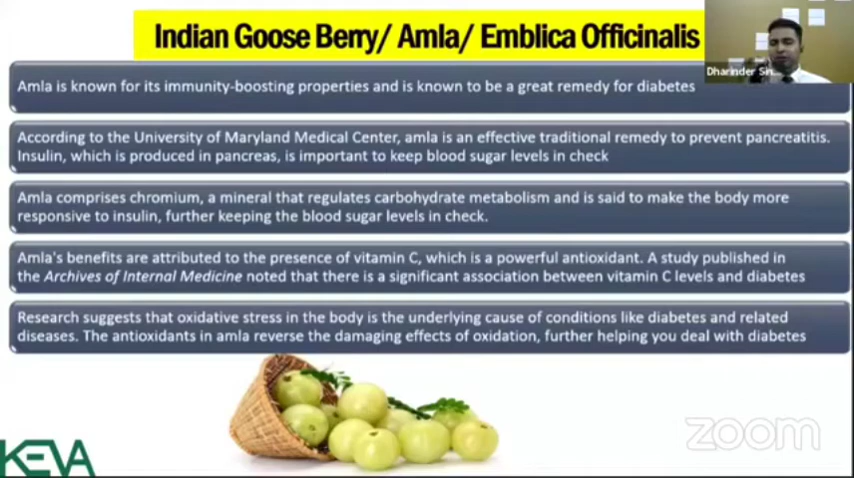 Indian Goose Berry/ Amla/ Emblica Officinalis
Dharinder
Amla is known for its immunity-boosting properties and is known to be a great remedy for diabetes
According to the University of Maryland Medical Center, amla is an effective traditional remedy to prevent pancreatitis.
Insulin, which is produced in pancreas, is important to keep blood sugar levels in check
Amla comprises chromium, a mineral that regulates carbohydrate metabolism and is said to make the body more
responsive to insulin, further keeping the blood sugar levels in check.
Amla's benefits are attributed to the presence of vitamin C, which is a powerful antioxidant. A study published in
the Archives of Internal Medicine noted that there is a significant association between vitamin C levels and diabetes
Research suggests that oxidative stress in the body is the underlying cause of conditions like diabetes and related
diseases. The antioxidants in amla reverse the damaging effects of oxidation, further helping you deal with diabetes
KEVA
zoom